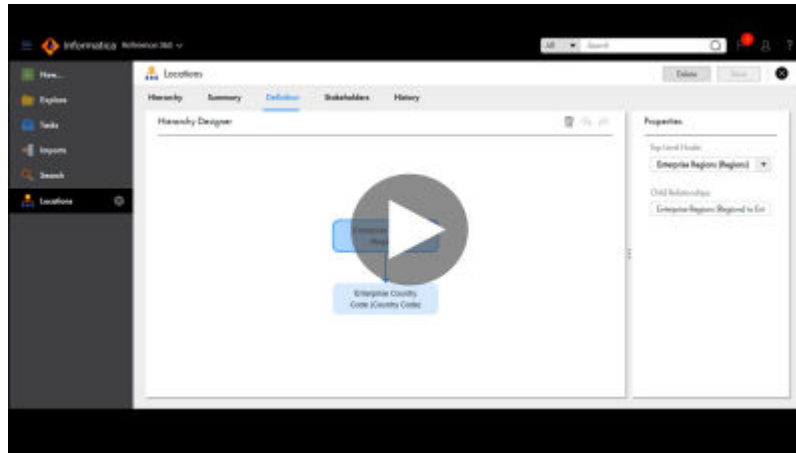 Informatica Reference 360
All Search
New...
Locations
Delete Save
Explore
Hierarchy Summary Definition Stakeholders History
Tasks
Hierarchy Designer
Properties
Imports
Top Level Node
Search
Enterprise Regions (Regions)
Locations
Child Relationships
Enterprise Regions (Regions) to Ent
Enterprise Country
Code (Country Code)